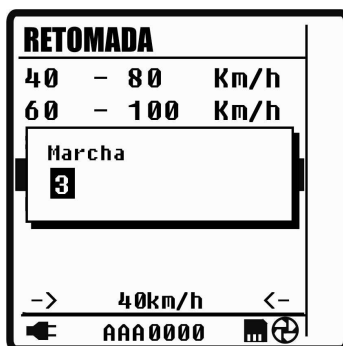 RETOMADA
40 - 80 Km/h
60 - 100 Km/h
Marcha
3
-> 40km/h <-
AAA0000